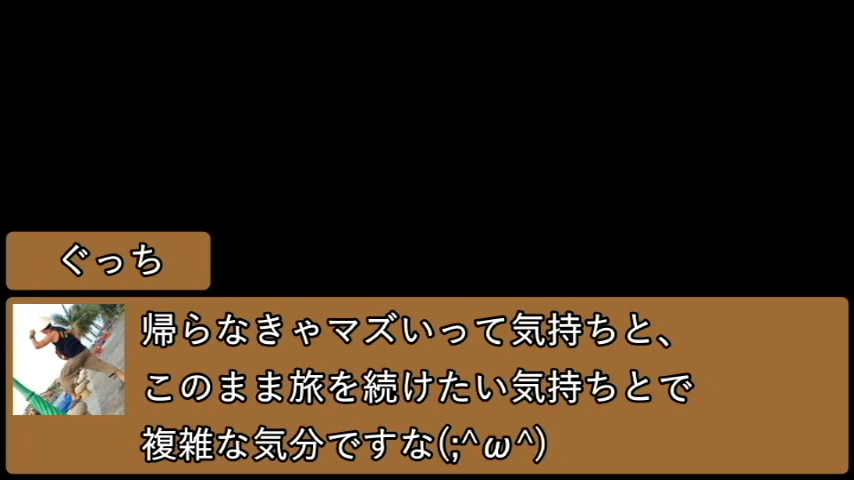 ぐっち
帰らなきゃマズいって気持ちと、
このまま旅を続けたい気持ちとで
複雑な気分ですな(;^ω^)